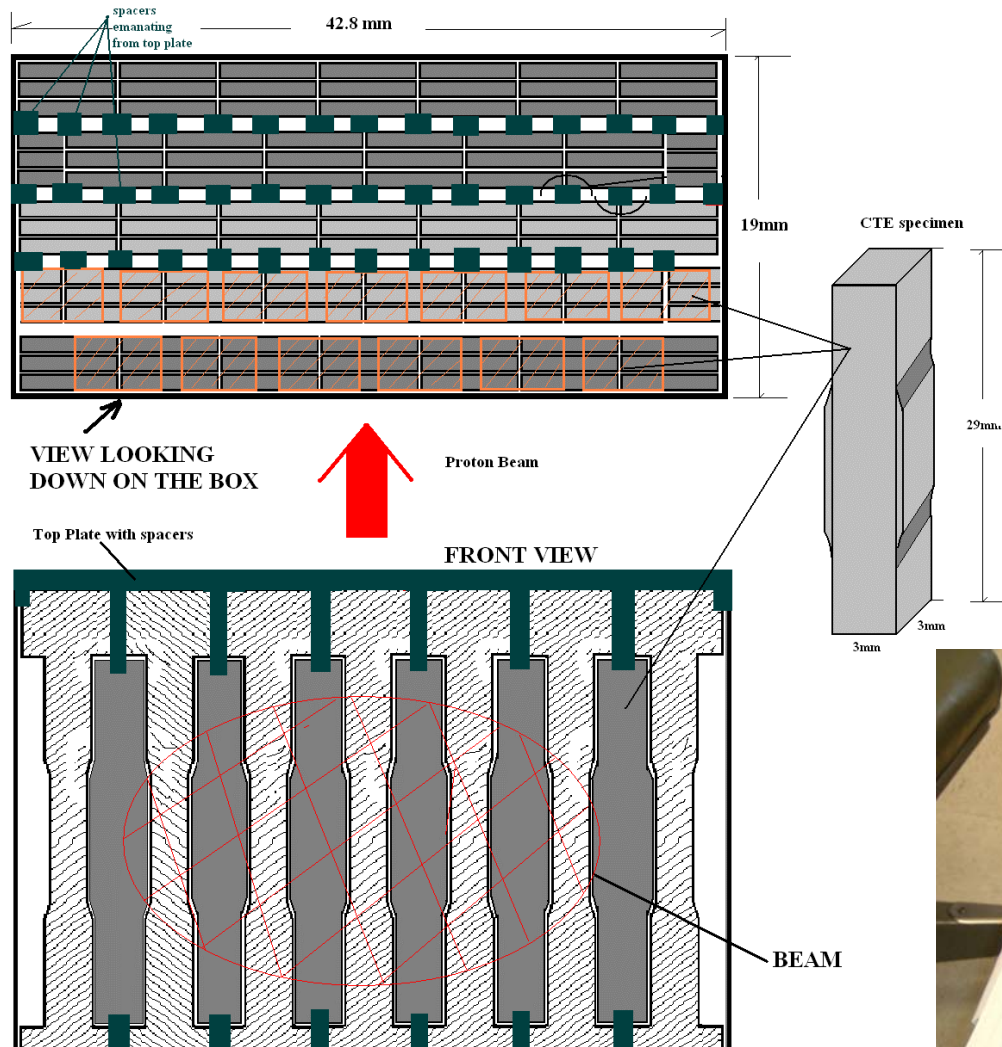 spacers
emanating
from top plate
42.8 mm
19mm
CTE specimen
29mm
3mm
3mm
VIEW LOOKING
DOWN ON THE BOX
Proton Beam
Top Plate with spacers
FRONT VIEW
BEAM